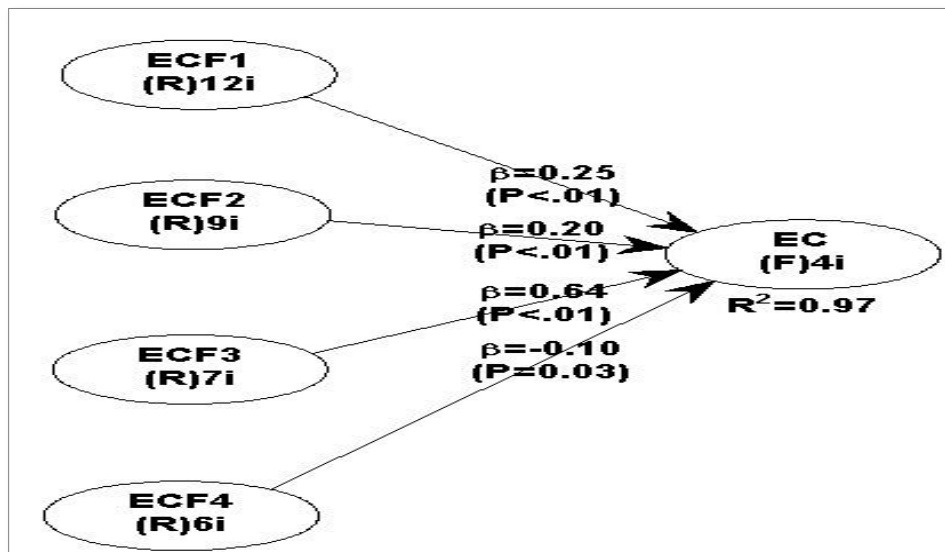 ECF1
(R)12i
β=0.25
(P<.01)
ECF2
(R)9i
β=0.20
(P<.01)
EC
(F)4i
R²=0.97
β=0.64
(P<.01)
ECF3
(R)7i
β=-0.10
(P=0.03)
ECF4
(R)6i